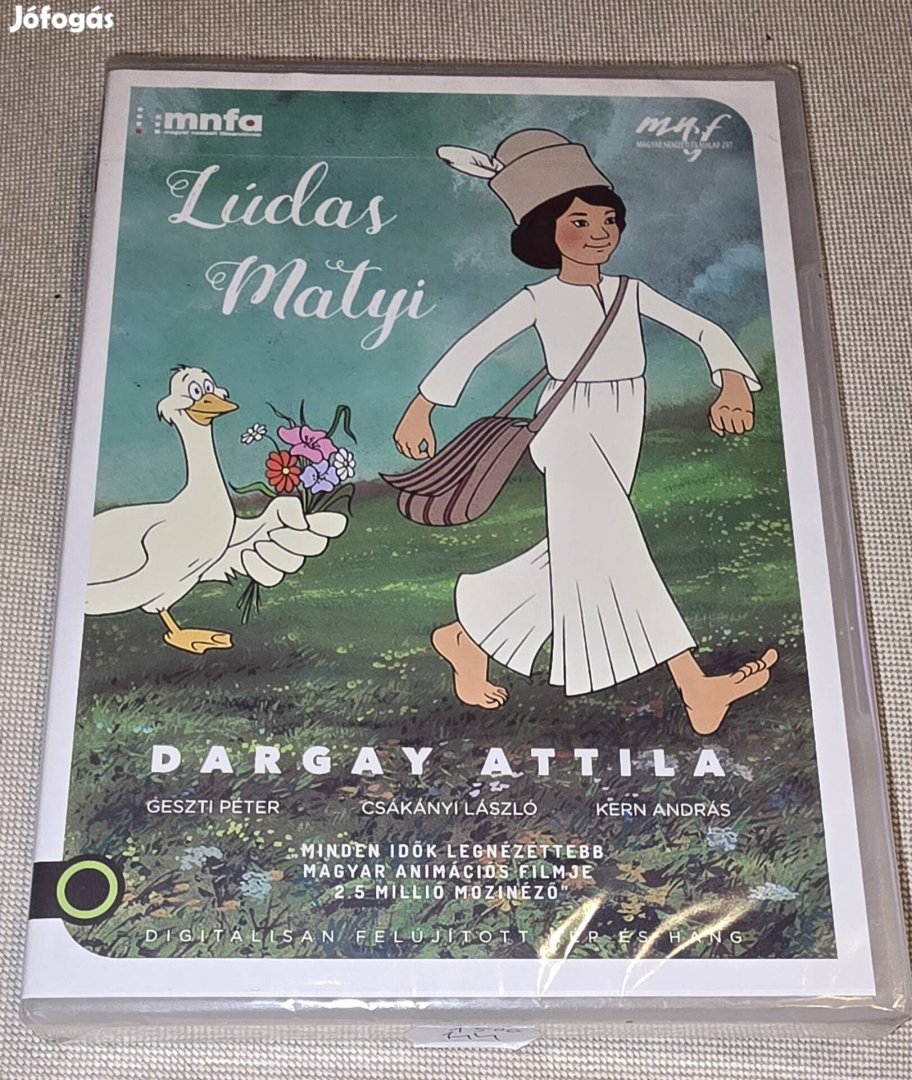 Jófogás
mnfa
magyar nemzeti filmarchívum
mnf
MAGYAR NEMZETI FILMALAP ZRT.
Lúdas
Matyi
DARGAY ATTILA
GESZTI PÉTER CSÁKÁNYI LÁSZLÓ KERN ANDRÁS
„MINDEN IDŐK LEGNÉZETTEBB
MAGYAR ANIMÁCIÓS FILMJE
2.5 MILLIÓ MOZINÉZŐ”
DIGITÁLISAN FELÚJÍTOTT KÉP ÉS HANG